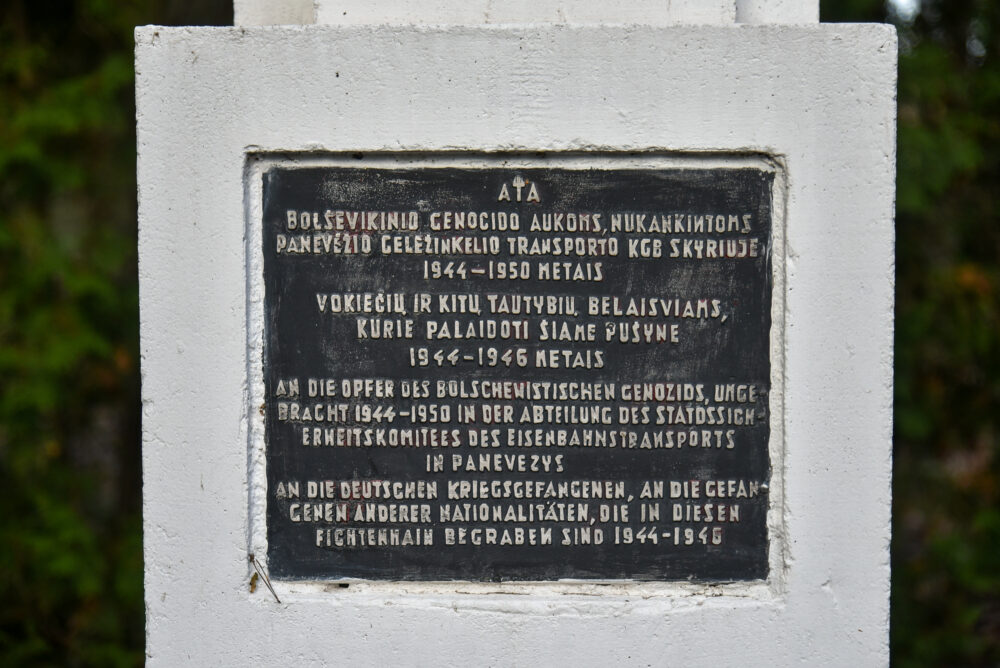 A†A
BOLŠEVIKINIO GENOCIDO AUKOMS, NUKANKINTOMS
PANEVĖŽIO GELEŽINKELIO TRANSPORTO KGB SKYRIUJE
1944-1950 METAIS
VOKIEČIŲ IR KITŲ TAUTYBIŲ BELAISVIAMS,
KURIE PALAIDOTI ŠIAME PUŠYNE
1944-1946 METAIS
AN DIE OPFER DES BOLSCHENISTISCHEN GENOZIDS, UMGE
BRACHT 1944-1950 IN DER ABTEILUNG DES STATOSSICH-
ERHEITSKOMITEES DES EISENBAHNSTRANSPORTS
IN PANEVEZYS
AN DIE DEUTSCHEN KRIEGSGEFANGENEN, AN DIE GEFAN
GENEN ANDERER NATIONALITÄTEN, DIE IN DIESEN
FICHTENHAIN BEGRABEN SIND 1944-1946